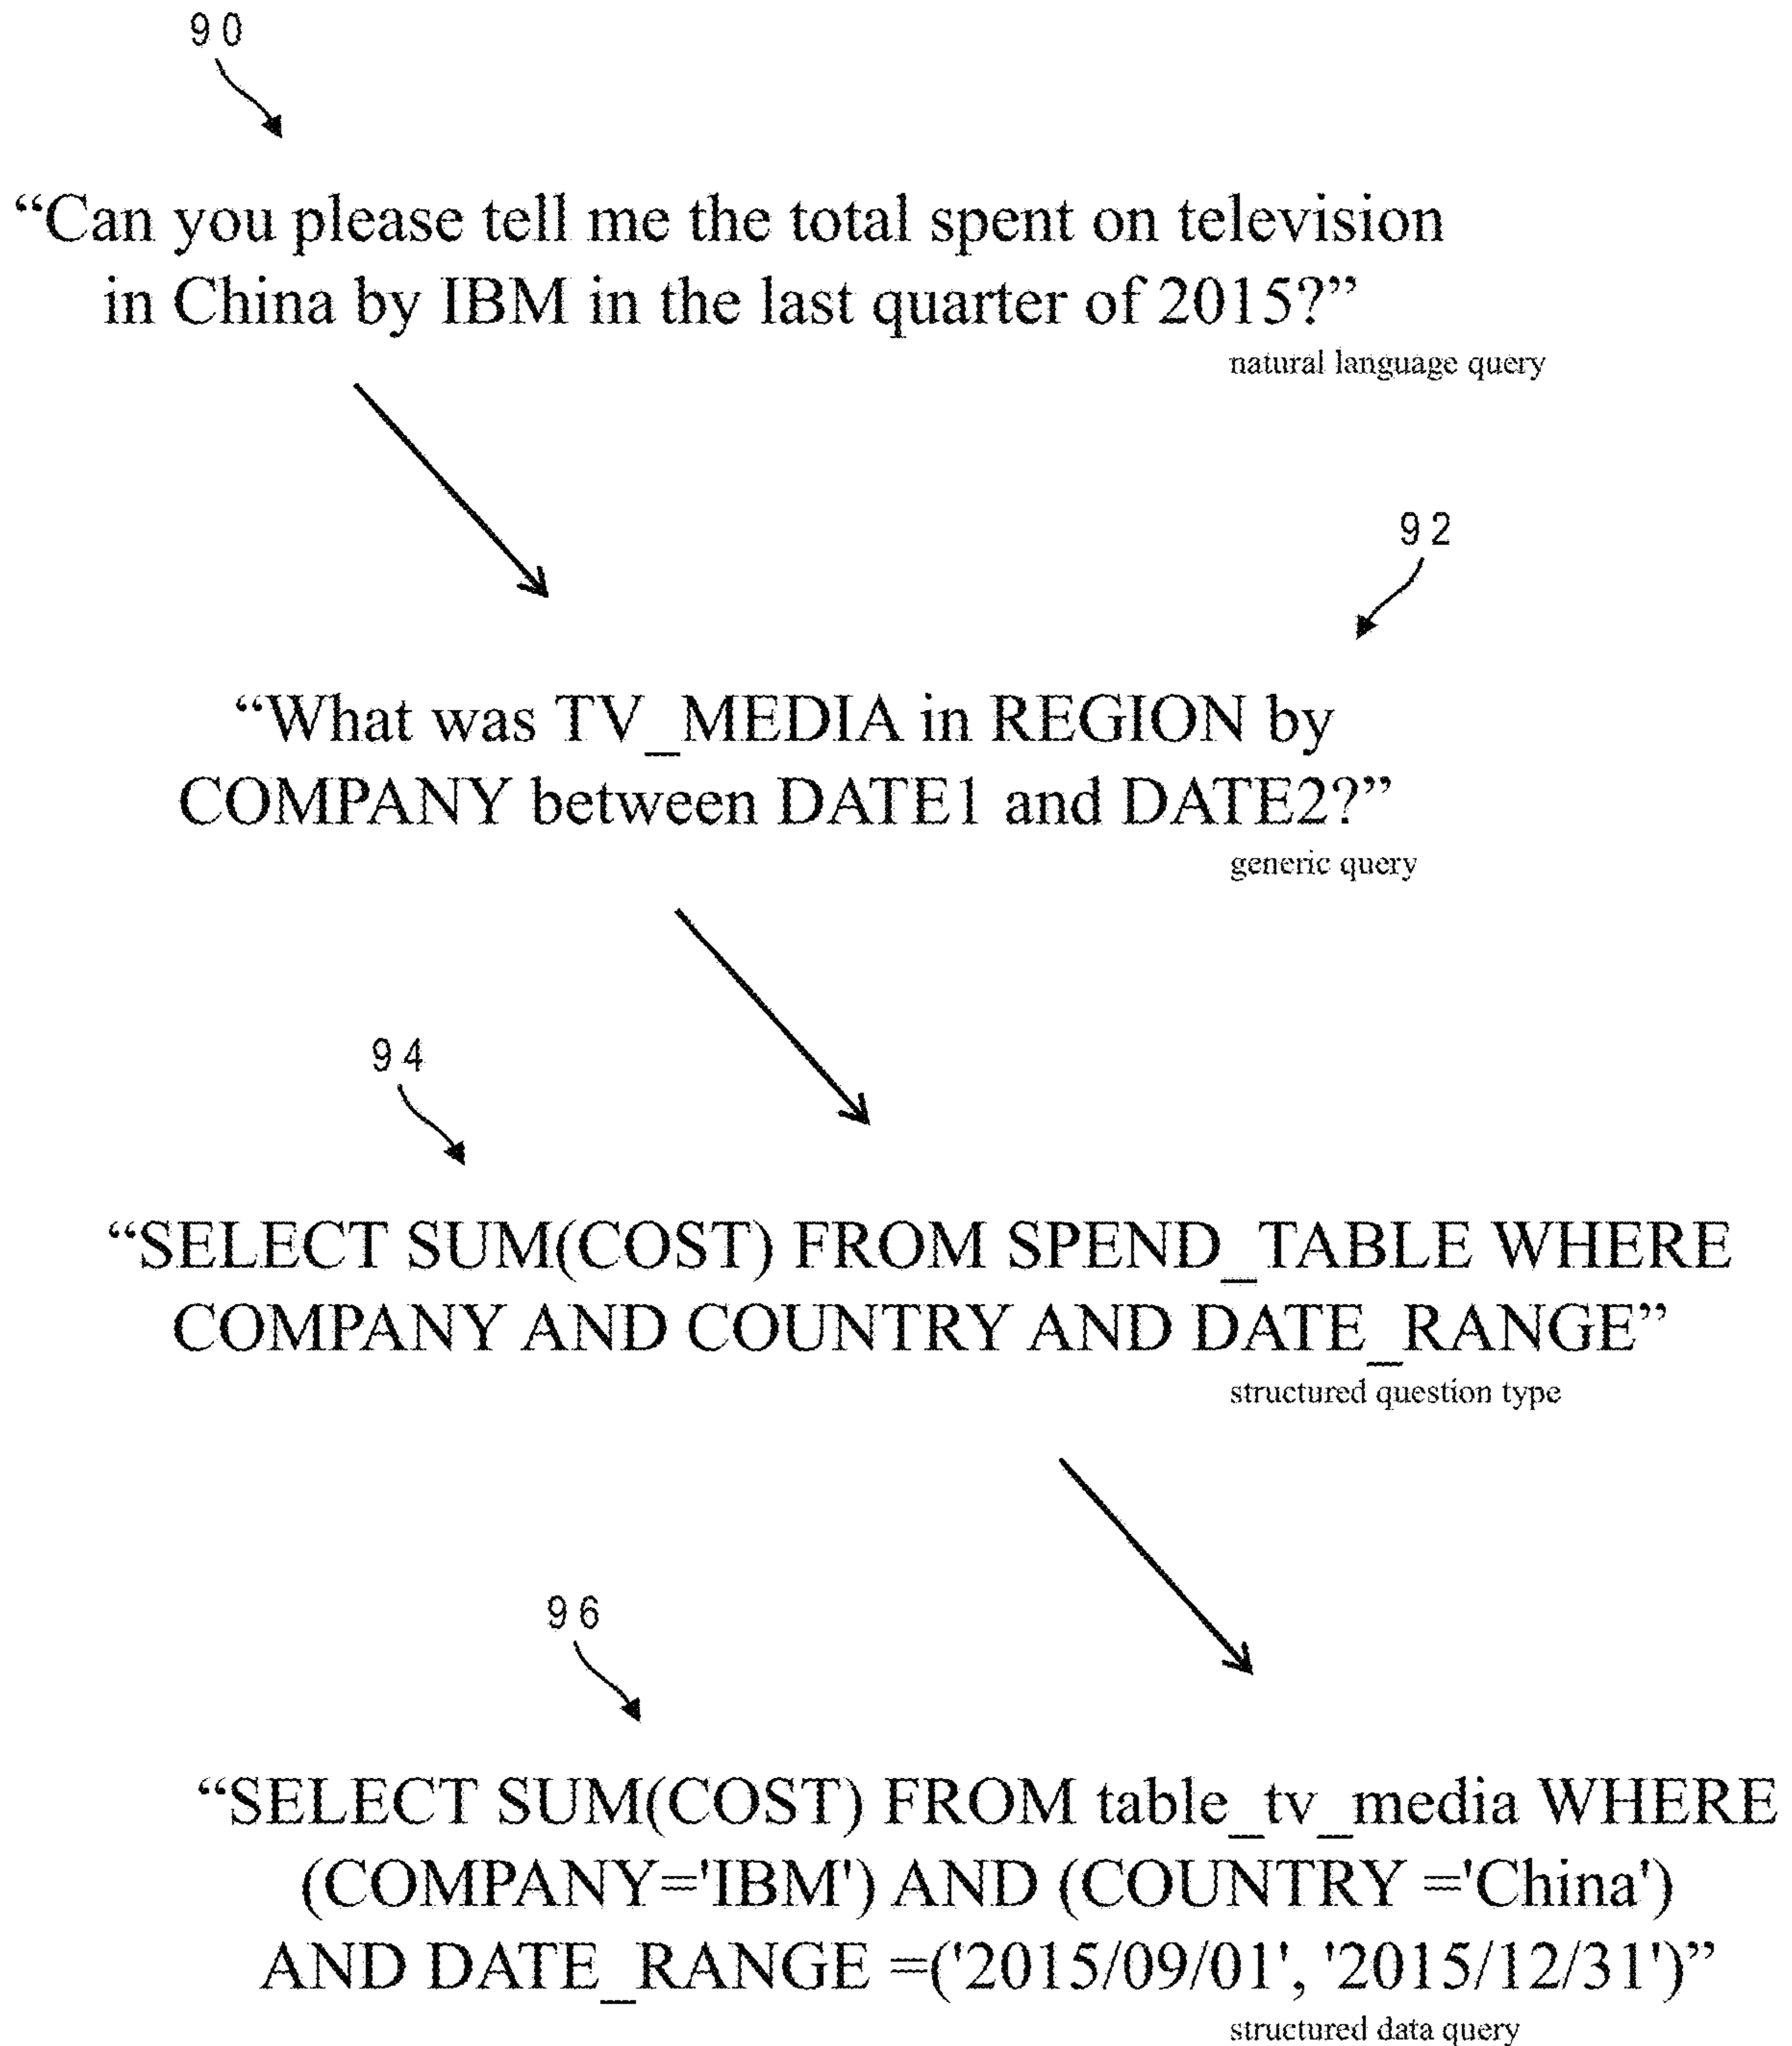 90
“Can you please tell me the total spent on television
in China by IBM in the last quarter of 2015?”
natural language query
92
“What was TV_MEDIA in REGION by
COMPANY between DATE1 and DATE2?”
generic query
94
“SELECT SUM(COST) FROM SPEND_TABLE WHERE
COMPANY AND COUNTRY AND DATE_RANGE”
structured question type
96
“SELECT SUM(COST) FROM table_tv_media WHERE
(COMPANY='IBM') AND (COUNTRY ='China')
AND DATE_RANGE =('2015/09/01', '2015/12/31')”
structured data query